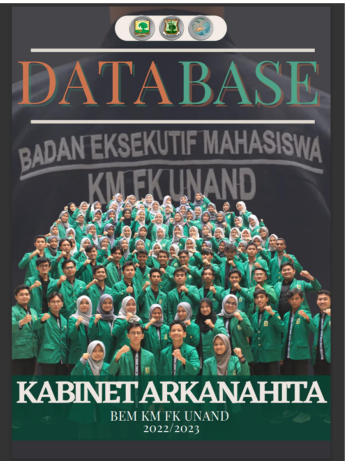 DATABASE
BADAN EKSEKUTIF MAHASISWA
KM FK UNAND
KABINET ARKANAHITA
BEM KM FK UNAND
2022/2023